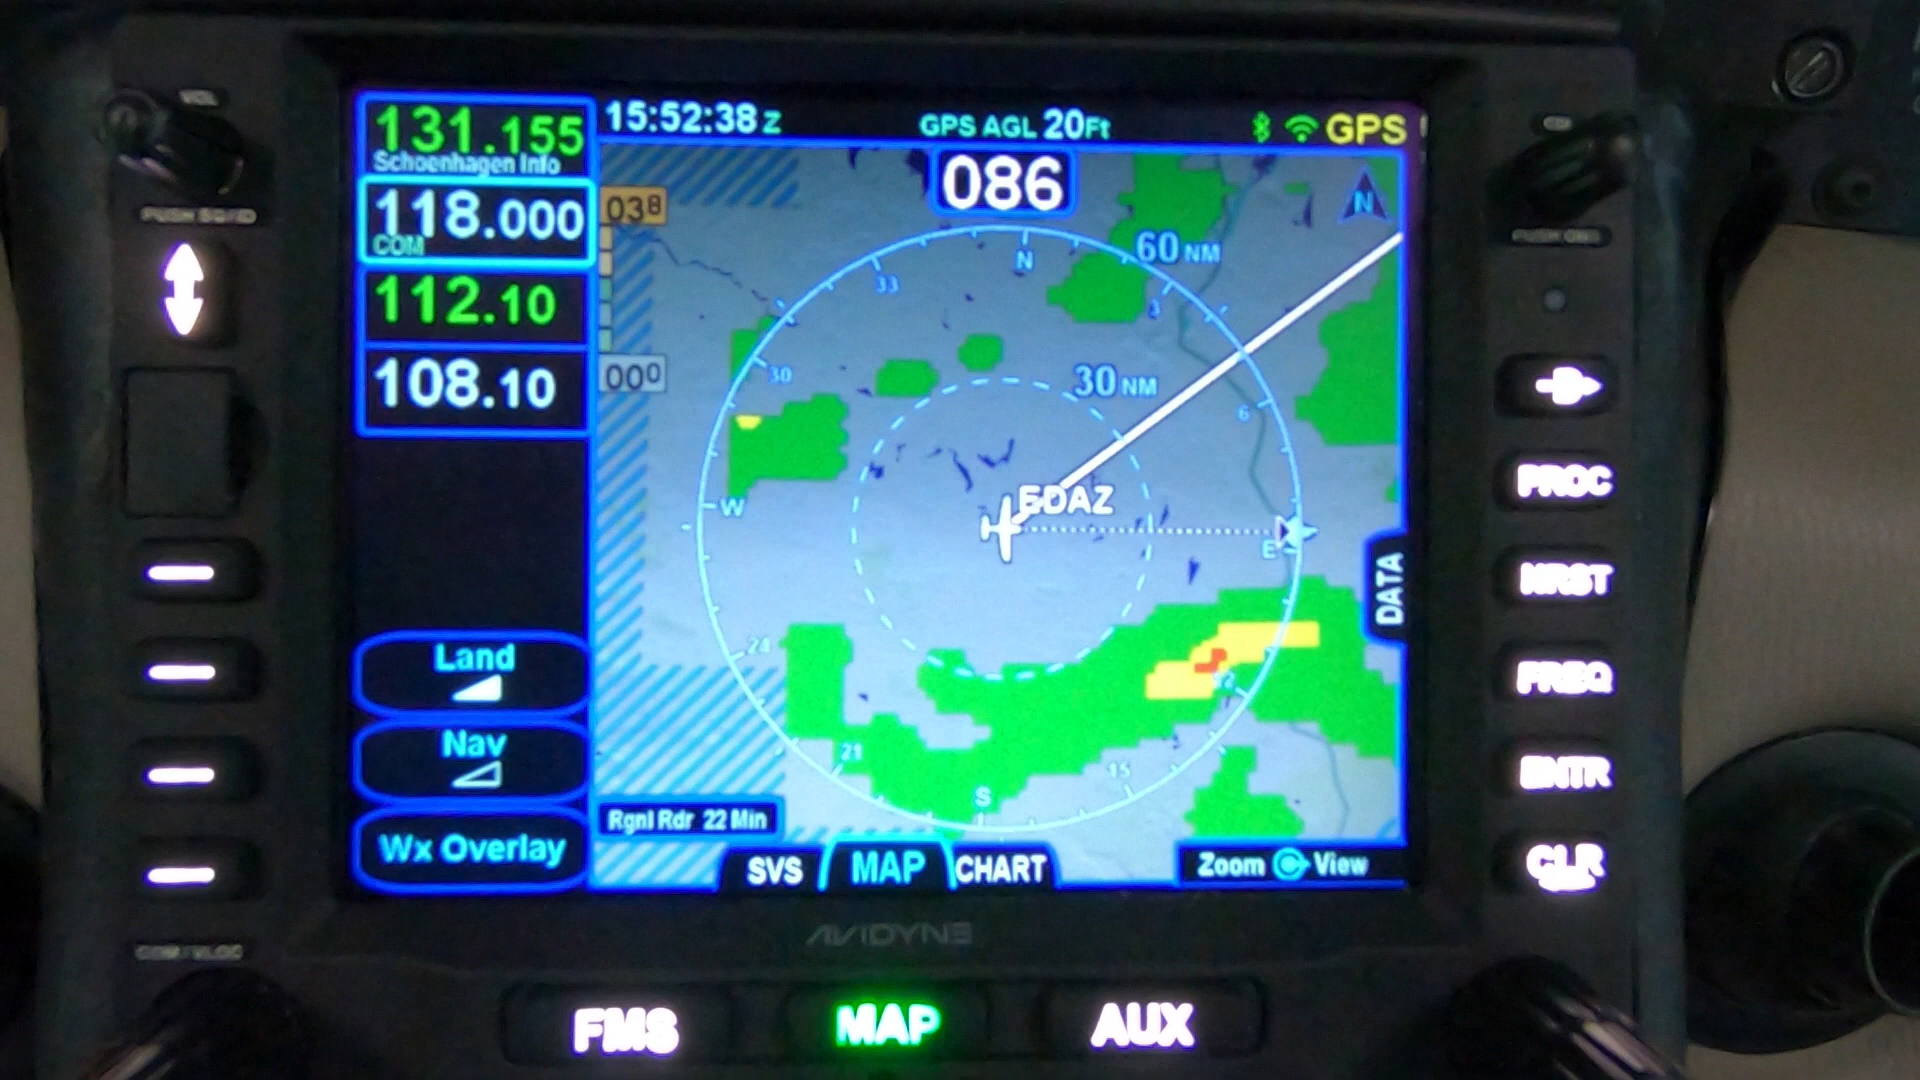 VOL
131.155
Schoenhagen Info
118.000
COM
112.10
108.10
15:52:38 Z
GPS AGL 20Ft
GPS
086
038
000
N
60 NM
N
33
3
30 NM
30
6
EDAZ
W
E
DATA
24
12
21
15
S
Land
Nav
Wx Overlay
Rgnl Rdr 22 Min
SVS
MAP
CHART
Zoom
View
PROC
NRST
FREQ
ENTR
CLR
AVIDYNE
COM/VLOC
FMS
MAP
AUX